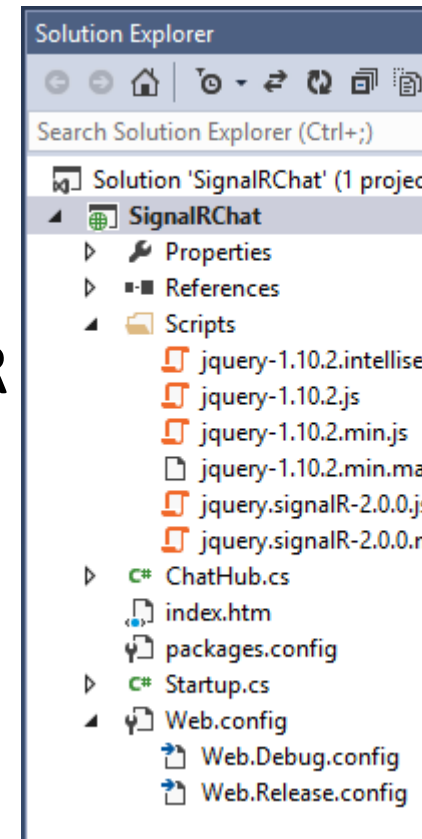 Solution Explorer
Search Solution Explorer (Ctrl+;)
Solution 'SignalRChat' (1 projec
SignalRChat
Properties
References
Scripts
R
jquery-1.10.2.intellise
jquery-1.10.2.js
jquery-1.10.2.min.js
jquery-1.10.2.min.ma
jquery.signalR-2.0.0.js
jquery.signalR-2.0.0.r
C# ChatHub.cs
index.htm
packages.config
C# Startup.cs
Web.config
Web.Debug.config
Web.Release.config